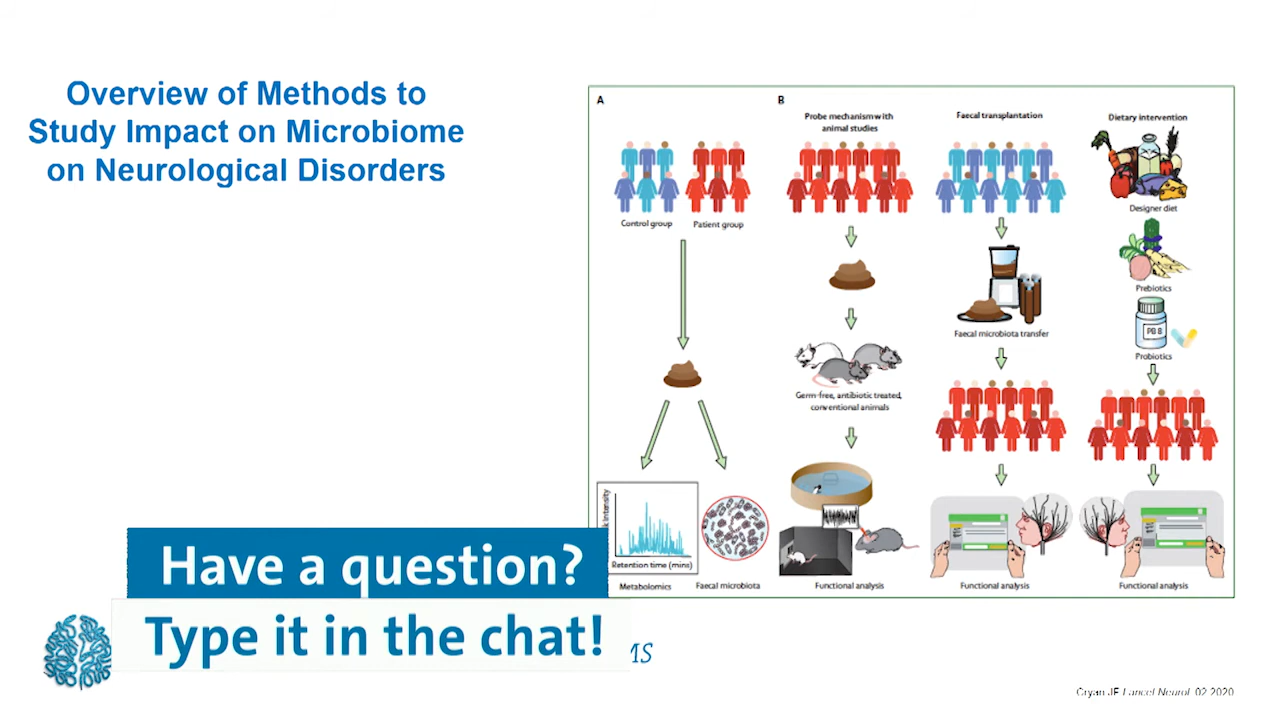 Overview of Methods to
Study Impact on Microbiome
on Neurological Disorders
A
Control group
Patient group
Retention time (mins)
Metabolomics
Faecal microbiota
B
Probe mechanism with
animal studies
Germ-free, antibiotic treated,
conventional animals
Functional analysis
Faecal transplantation
Faecal microbiota transfer
Functional analysis
Dietary intervention
Designer diet
Prebiotics
PB 8
Probiotics
Functional analysis
Have a question?
Type it in the chat!
Cryan JF Lancet Neurol 02 2020